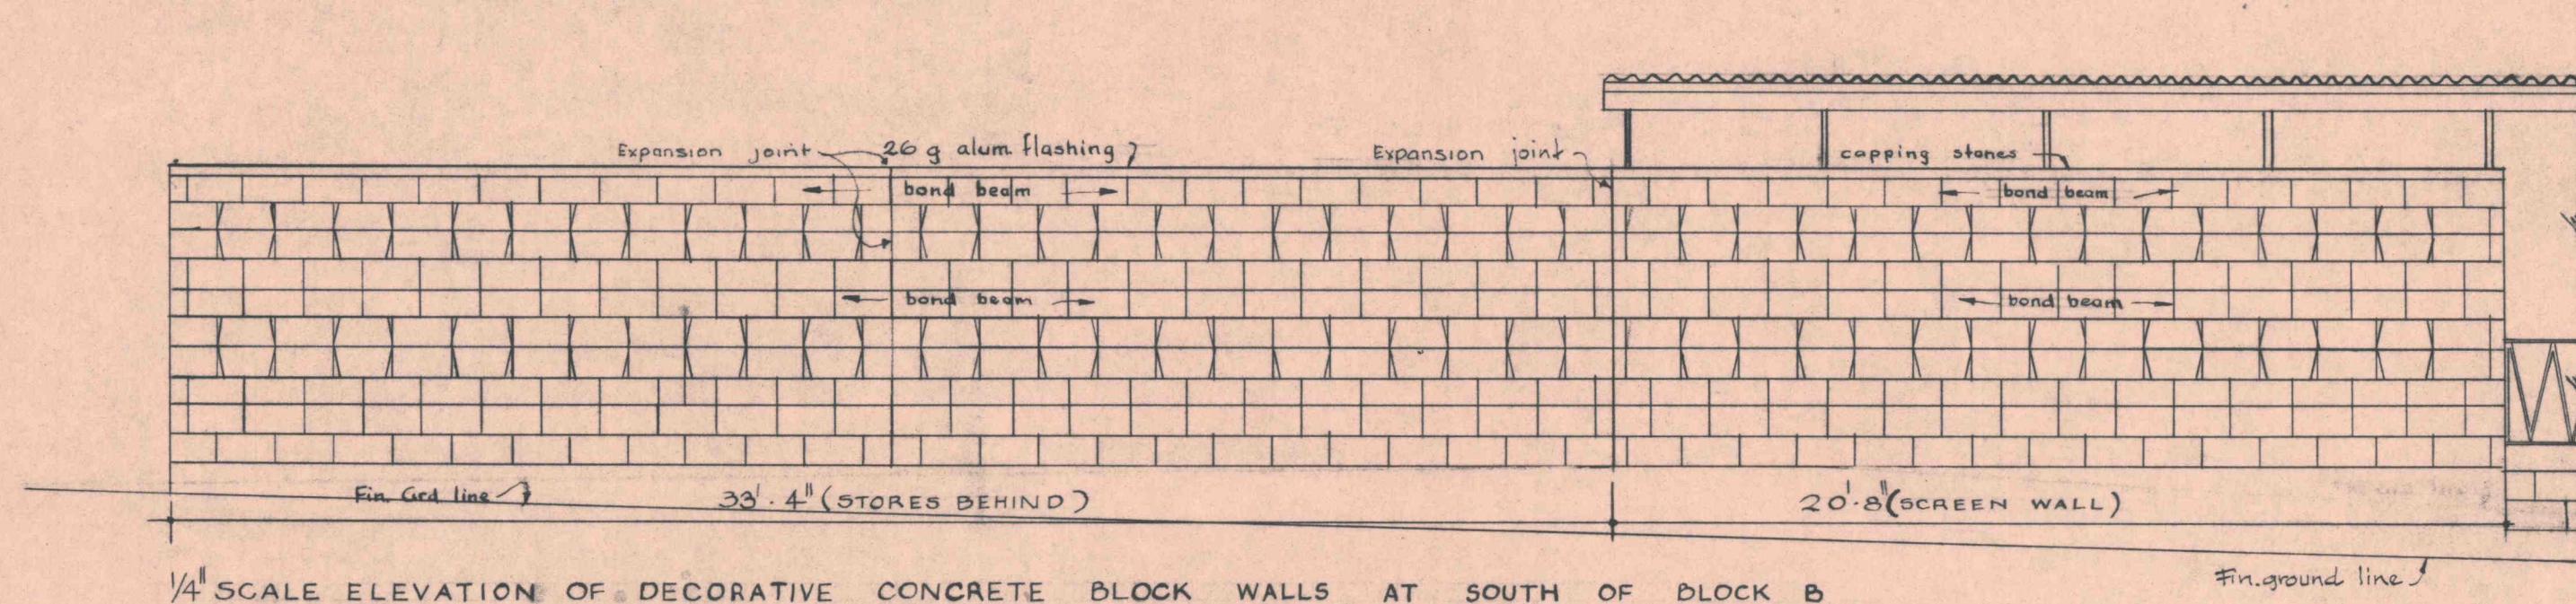 Expansion joint
26 g alum. flashing
Expansion joint
capping stones
bond beam
bond beam
bond beam
bond beam
Fin. Grd line
33'. 4" (STORES BEHIND)
20'.8" (SCREEN WALL)
Fin. ground line
1/4" SCALE ELEVATION OF DECORATIVE CONCRETE BLOCK WALLS AT SOUTH OF BLOCK B